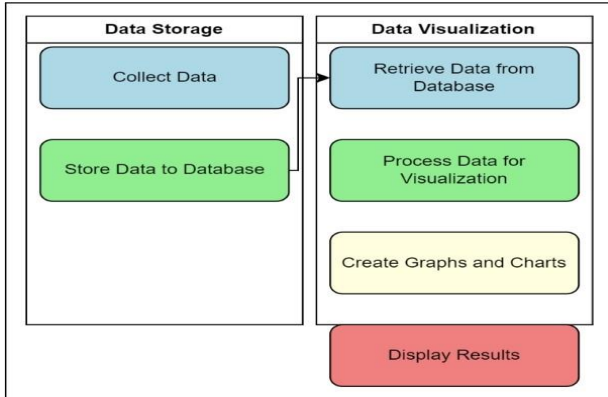 Data Storage
Collect Data
Store Data to Database
Data Visualization
Retrieve Data from
Database
Process Data for
Visualization
Create Graphs and Charts
Display Results